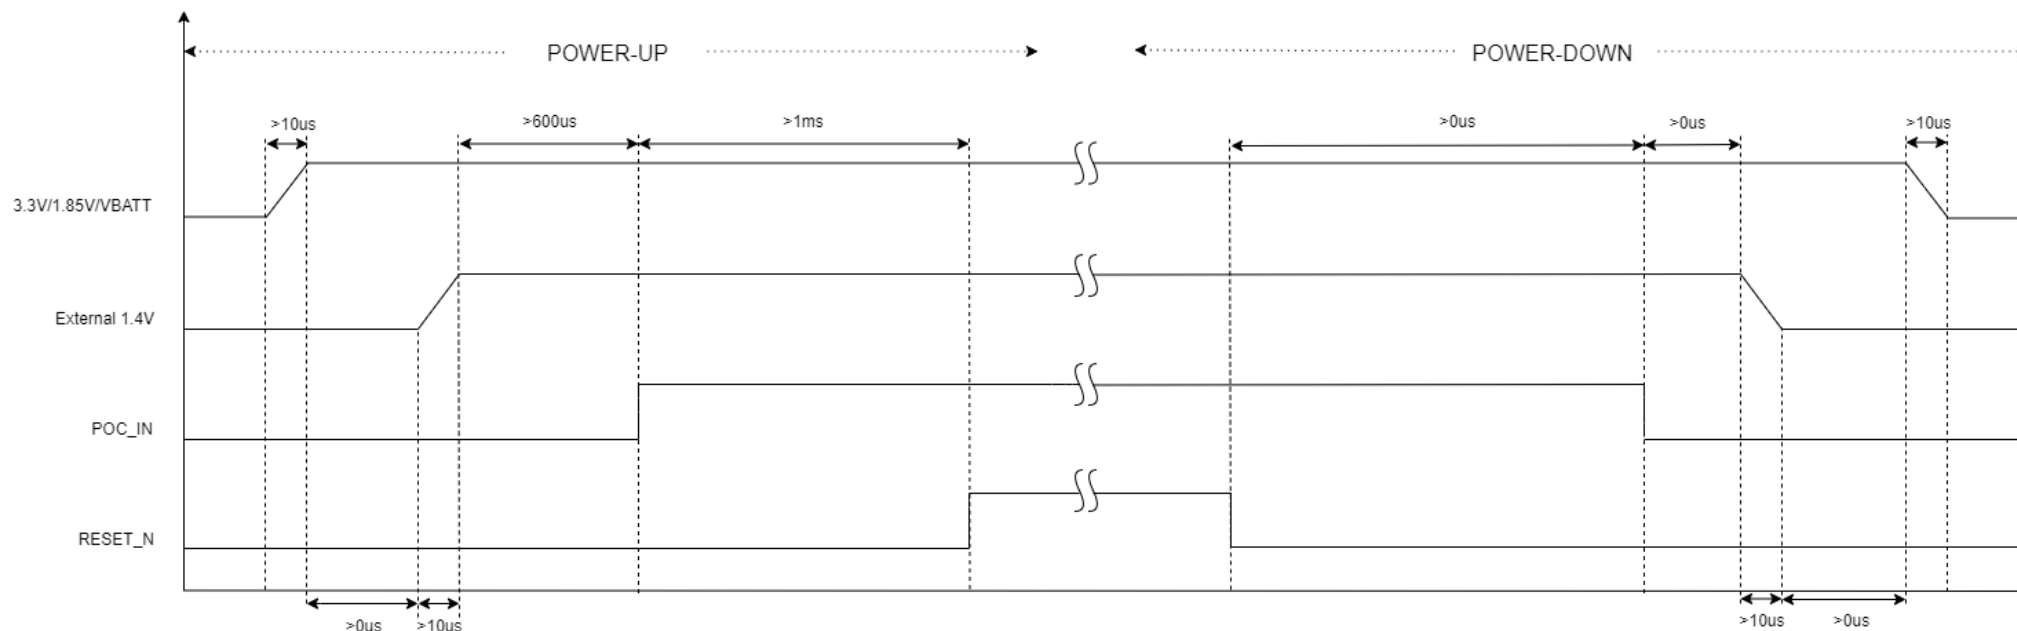 POWER-UP
POWER-DOWN
>10us
>600us
>1ms
>0us
>0us
>10us
3.3V/1.85V/VBATT
External 1.4V
POC_IN
RESET_N
>0us
>10us
>10us
>0us